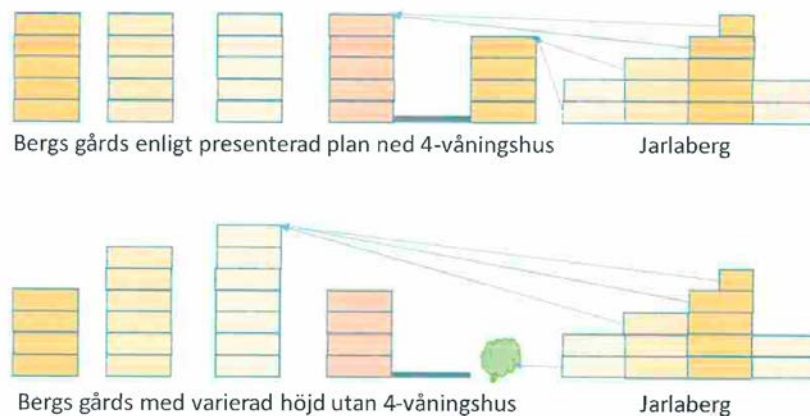 Bergs gårds enligt presenterad plan ned 4-våningshus
Jarlaberg
Bergs gårds med varierad höjd utan 4-våningshus
Jarlaberg